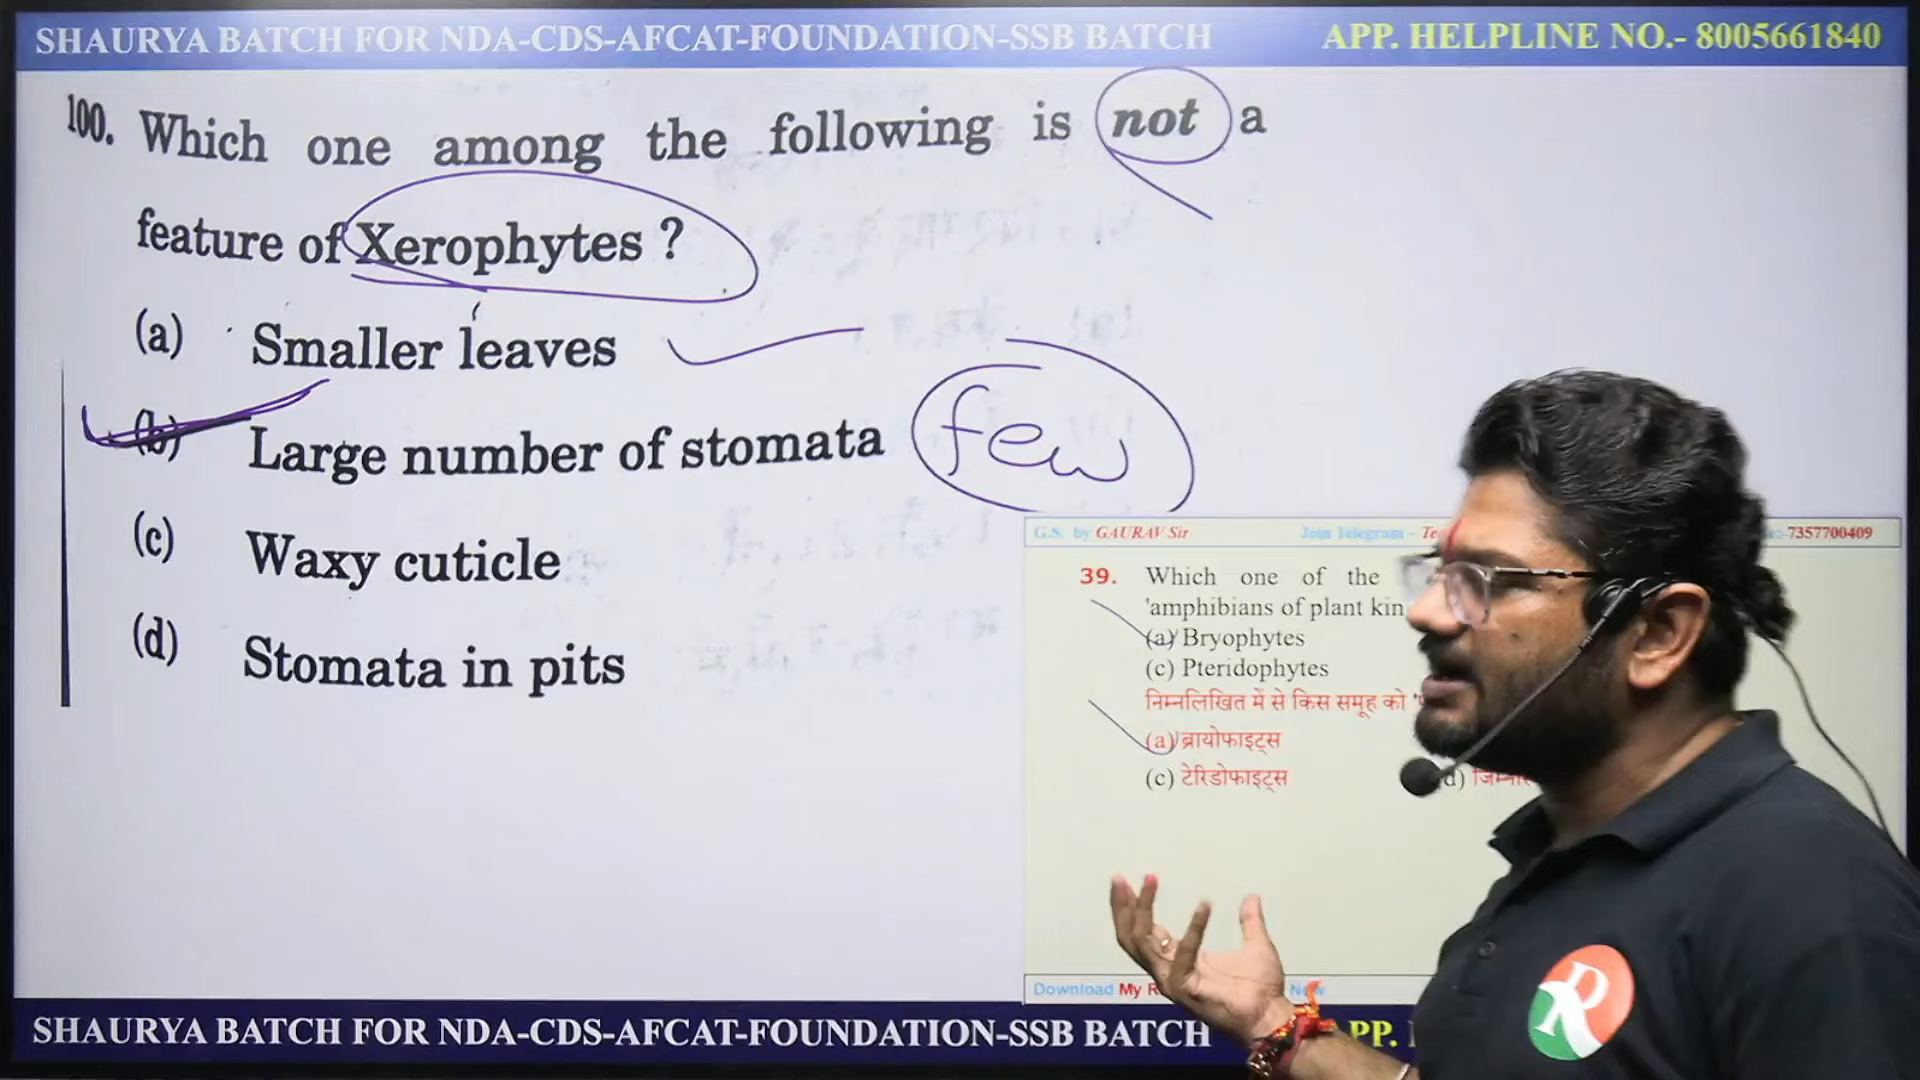 SHAURYA BATCH FOR NDA-CDS-AFCAT-FOUNDATION-SSB BATCH APP. HELPLINE NO.- 8005661840
100. Which one among the following is not a
feature of Xerophytes ?
(a) Smaller leaves
(b) Large number of stomata few
(c) Waxy cuticle
(d) Stomata in pits
G.S. by GAURAV Sir Join Telegram - :-7357700409
39. Which one of the
'amphibians of plant
(a) Bryophytes
(c) Pteridophytes
निम्नलिखित में से किस समूह को
(a) ब्रायोफाइट्स
(c) टेरिडोफाइट्स
Download My
SHAURYA BATCH FOR NDA-CDS-AFCAT-FOUNDATION-SSB BATCH
R